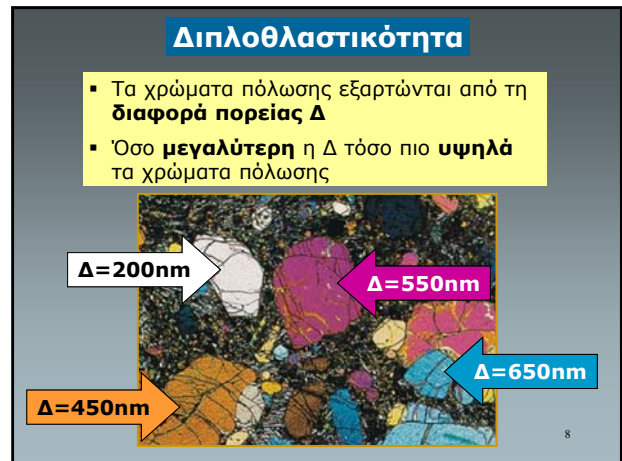 Διπλοθλαστικότητα
▪ Τα χρώματα πόλωσης εξαρτώνται από τη
διαφορά πορείας Δ
▪ Όσο μεγαλύτερη η Δ τόσο πιο υψηλά
τα χρώματα πόλωσης
Δ=200nm
Δ=550nm
Δ=650nm
Δ=450nm
8